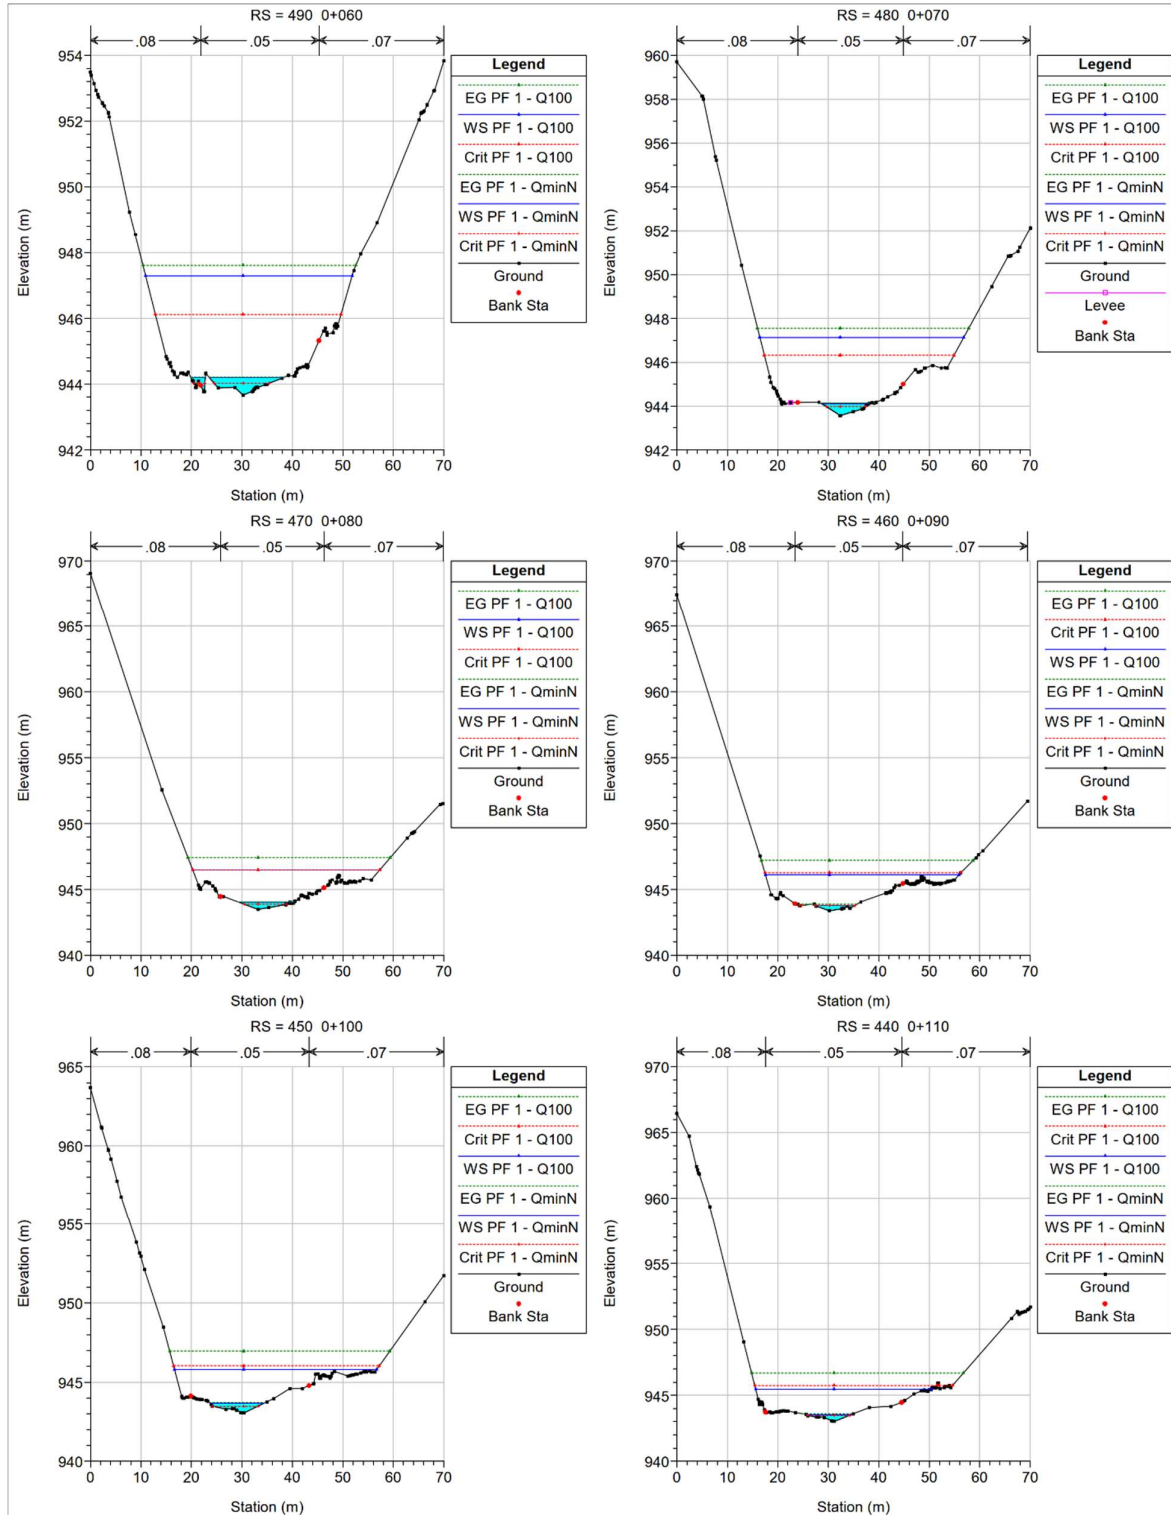 RS = 490 0+060
.08 .05 .07
954
952
950
948
946
944
942
Elevation (m)
0 10 20 30 40 50 60 70
Station (m)
Legend
EG PF 1 - Q100
WS PF 1 - Q100
Crit PF 1 - Q100
EG PF 1 - QminN
WS PF 1 - QminN
Crit PF 1 - QminN
Ground
Bank Sta
RS = 480 0+070
.08 .05 .07
960
958
956
954
952
950
948
946
944
942
Elevation (m)
0 10 20 30 40 50 60 70
Station (m)
Legend
EG PF 1 - Q100
WS PF 1 - Q100
Crit PF 1 - Q100
EG PF 1 - QminN
WS PF 1 - QminN
Crit PF 1 - QminN
Ground
Levee
Bank Sta
RS = 470 0+080
.08 .05 .07
970
965
960
955
950
945
940
Elevation (m)
0 10 20 30 40 50 60 70
Station (m)
Legend
EG PF 1 - Q100
WS PF 1 - Q100
Crit PF 1 - Q100
EG PF 1 - QminN
WS PF 1 - QminN
Crit PF 1 - QminN
Ground
Bank Sta
RS = 460 0+090
.08 .05 .07
970
965
960
955
950
945
940
Elevation (m)
0 10 20 30 40 50 60 70
Station (m)
Legend
EG PF 1 - Q100
Crit PF 1 - Q100
WS PF 1 - Q100
EG PF 1 - QminN
WS PF 1 - QminN
Crit PF 1 - QminN
Ground
Bank Sta
RS = 450 0+100
.08 .05 .07
965
960
955
950
945
940
Elevation (m)
0 10 20 30 40 50 60 70
Station (m)
Legend
EG PF 1 - Q100
Crit PF 1 - Q100
WS PF 1 - Q100
EG PF 1 - QminN
WS PF 1 - QminN
Crit PF 1 - QminN
Ground
Bank Sta
RS = 440 0+110
.08 .05 .07
970
965
960
955
950
945
940
Elevation (m)
0 10 20 30 40 50 60 70
Station (m)
Legend
EG PF 1 - Q100
Crit PF 1 - Q100
WS PF 1 - Q100
EG PF 1 - QminN
WS PF 1 - QminN
Crit PF 1 - QminN
Ground
Bank Sta